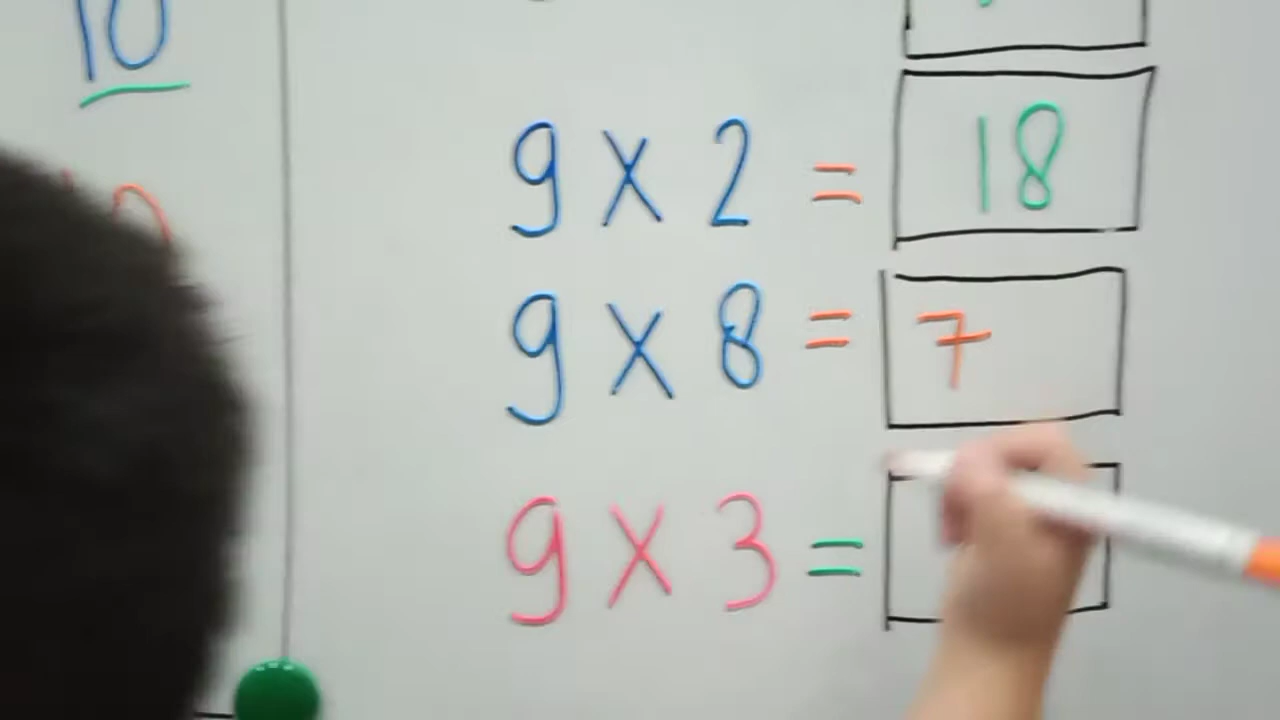 10
9 x 2 = 18
9 x 8 = 7
9 x 3 =